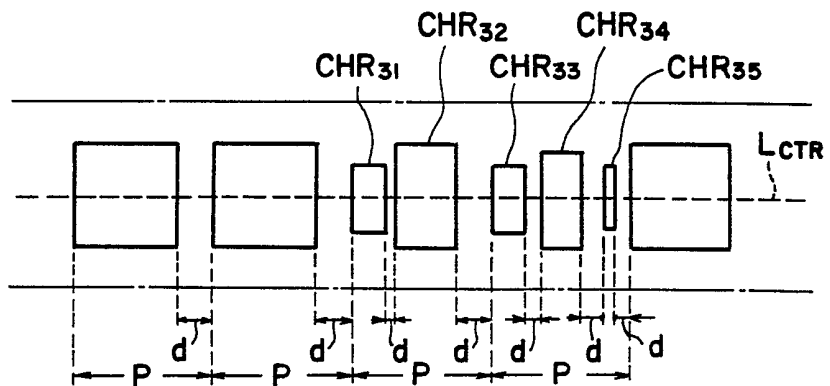 CHR32
CHR34
CHR31
CHR33
CHR35
LCTR
d d d d d d d
P P P P